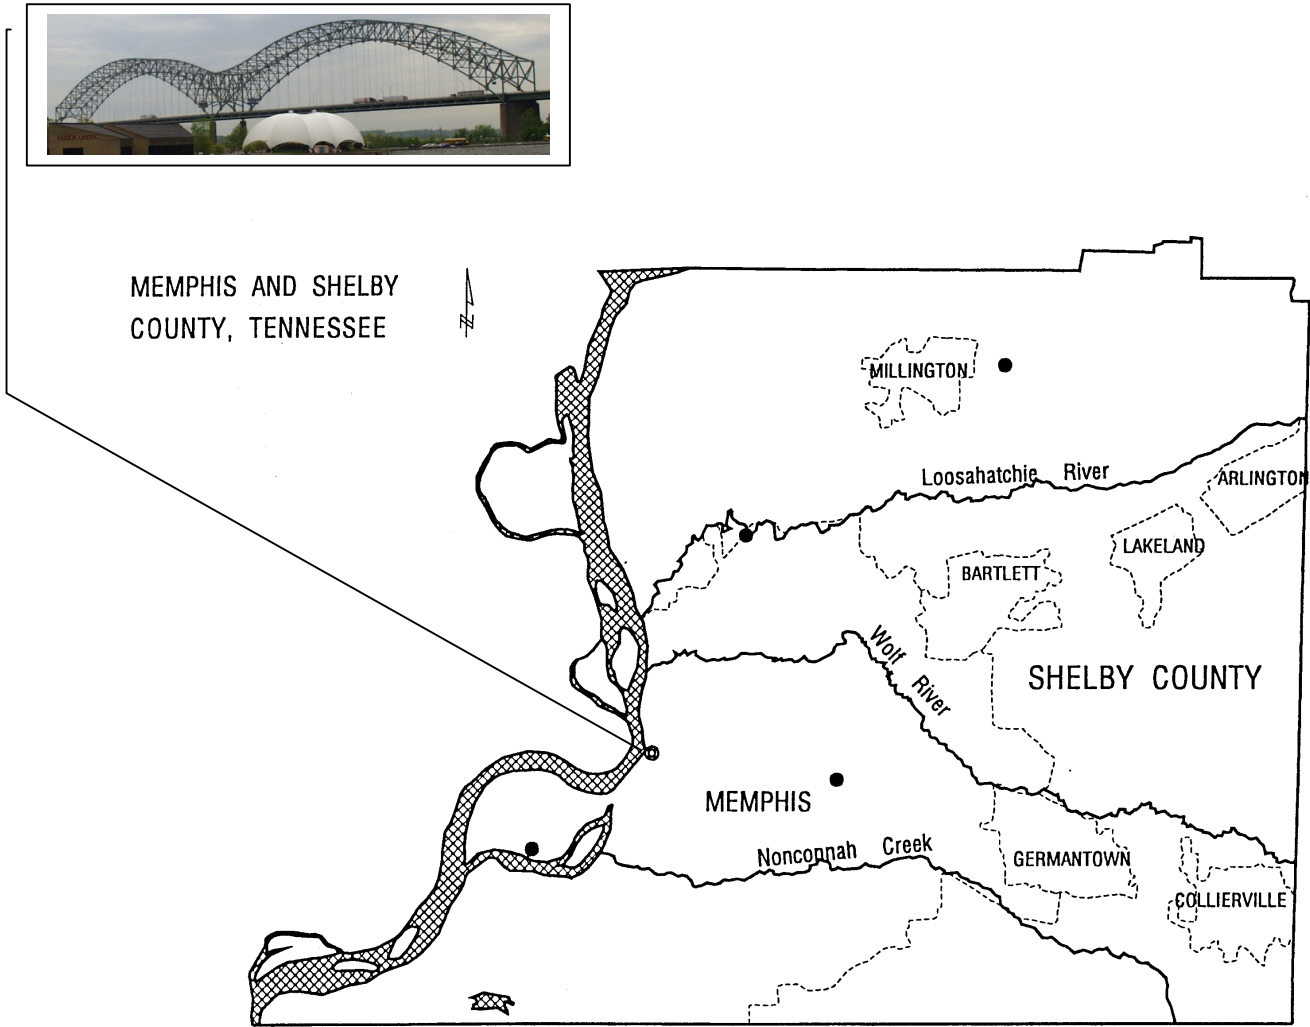 MEMPHIS AND SHELBY
COUNTY, TENNESSEE
N
MILLINGTON
Loosahatchie River
ARLINGTON
LAKELAND
BARTLETT
Wolf River
SHELBY COUNTY
MEMPHIS
Nonconnah Creek
GERMANTOWN
COLLIERVILLE